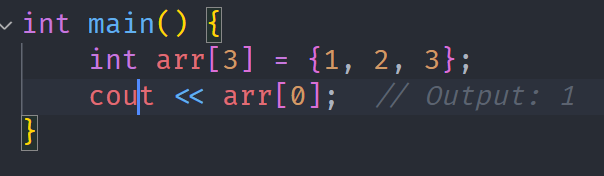 int main() {
    int arr[3] = {1, 2, 3};
    cout << arr[0];  // Output: 1
}